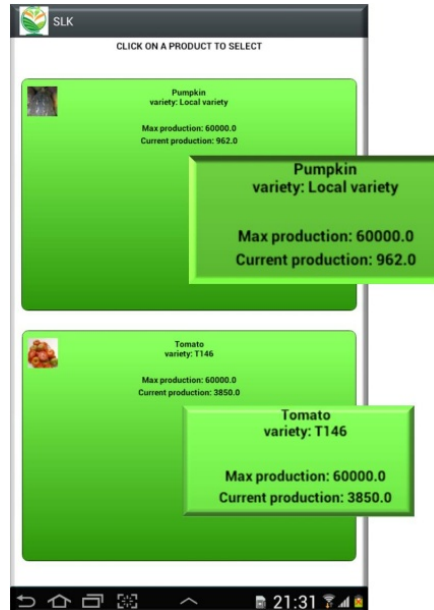 SLK
CLICK ON A PRODUCT TO SELECT
Pumpkin
variety: Local variety
Max production: 60000.0
Current production: 962.0
Pumpkin
variety: Local variety
Max production: 60000.0
Current production: 962.0
Tomato
variety: T146
Max production: 60000.0
Current production: 3850.0
Tomato
variety: T146
Max production: 60000.0
Current production: 3850.0
21:31